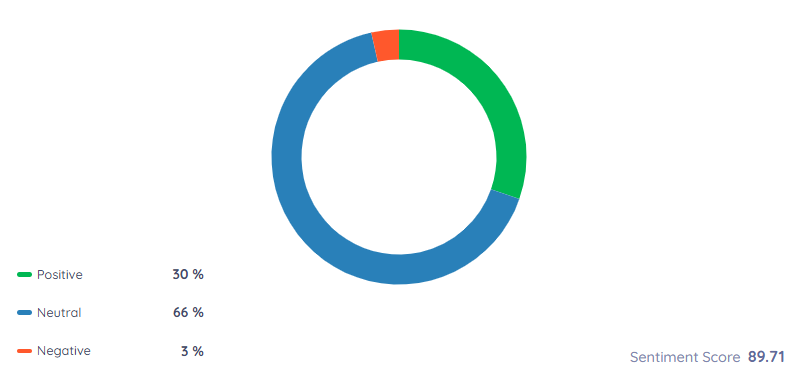 Positive 30 %
Neutral 66 %
Negative 3 %
Sentiment Score 89.71